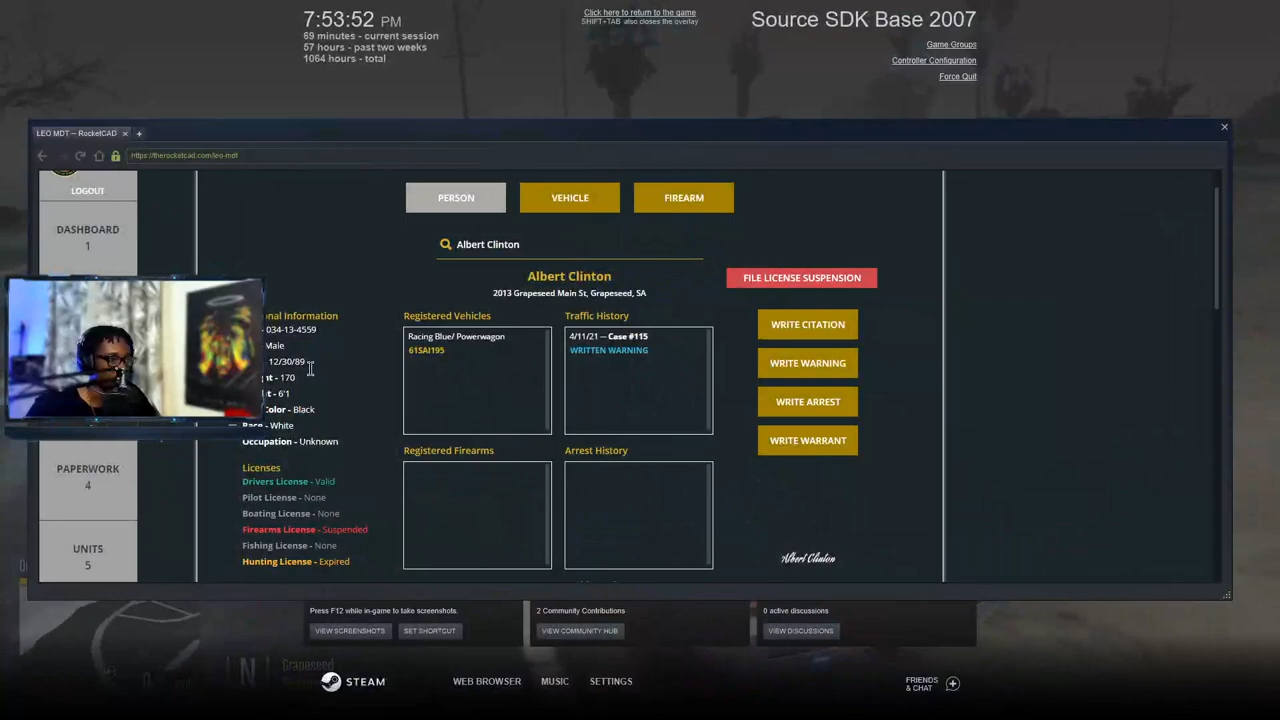 7:53:52 PM
69 minutes - current session
57 hours - past two weeks
1064 hours - total
Click here to return to the game
SHIFT+TAB also closes the overlay
Source SDK Base 2007
Game Groups
Controller Configuration
Force Quit
LEO MDT — RocketCAD
https://therocketcad.com/leo-mdt
LOGOUT
DASHBOARD
1
PAPERWORK
4
UNITS
5
PERSON
VEHICLE
FIREARM
Albert Clinton
Albert Clinton
2013 Grapeseed Main St, Grapeseed, SA
FILE LICENSE SUSPENSION
onal Information
034-13-4559
Male
12/30/89
ht - 170
t - 6'1
Color - Black
Race - White
Occupation - Unknown
Licenses
Drivers License - Valid
Pilot License - None
Boating License - None
Firearms License - Suspended
Fishing License - None
Hunting License - Expired
Registered Vehicles
Racing Blue/ Powerwagon
61SAI195
Traffic History
4/11/21 — Case #115
WRITTEN WARNING
Registered Firearms
Arrest History
WRITE CITATION
WRITE WARNING
WRITE ARREST
WRITE WARRANT
Albert Clinton
Press F12 while in-game to take screenshots.
VIEW SCREENSHOTS
SET SHORTCUT
2 Community Contributions
VIEW COMMUNITY HUB
0 active discussions
VIEW DISCUSSIONS
N
Grapeseed
STEAM
WEB BROWSER
MUSIC
SETTINGS
FRIENDS
& CHAT